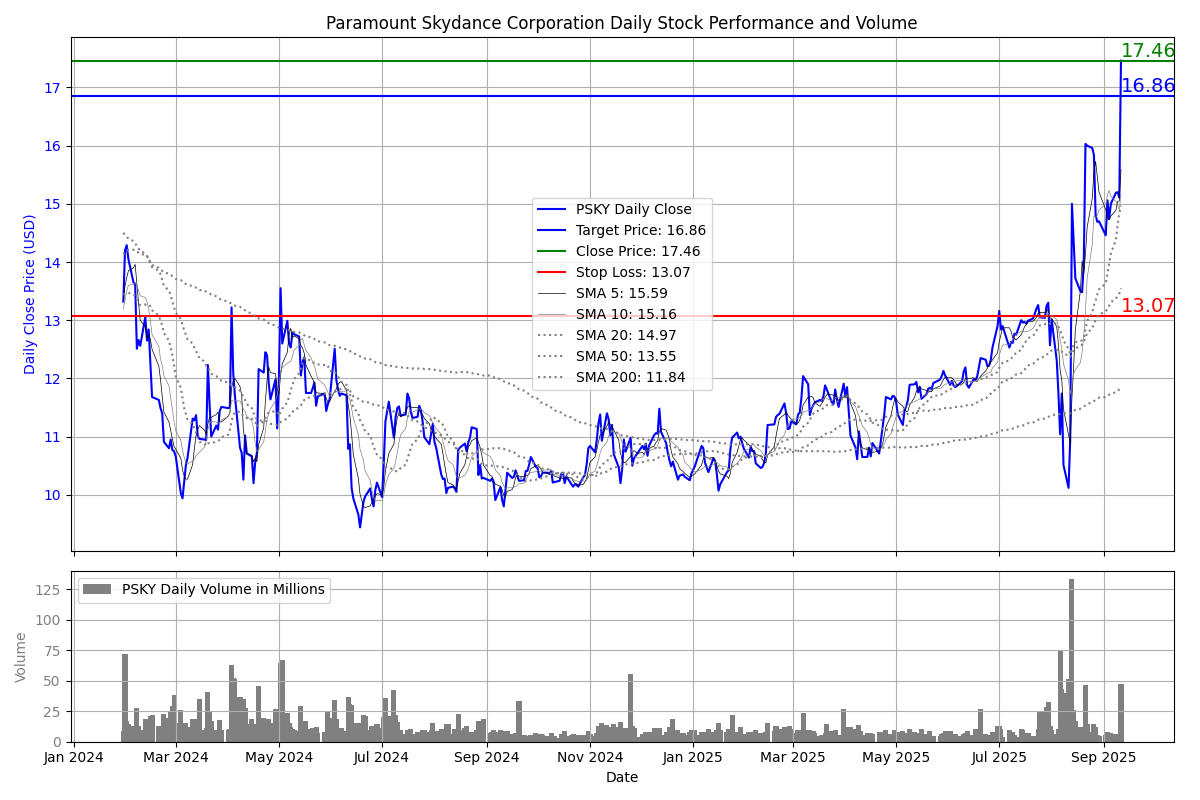 Paramount Skydance Corporation Daily Stock Performance and Volume
17.46
16.86
13.07
Daily Close Price (USD)
17
16
15
14
13
12
11
10
PSKY Daily Close
Target Price: 16.86
Close Price: 17.46
Stop Loss: 13.07
SMA 5: 15.59
SMA 10: 15.16
SMA 20: 14.97
SMA 50: 13.55
SMA 200: 11.84
Volume
125
100
75
50
25
0
PSKY Daily Volume in Millions
Jan 2024 Mar 2024 May 2024 Jul 2024 Sep 2024 Nov 2024 Jan 2025 Mar 2025 May 2025 Jul 2025 Sep 2025
Date